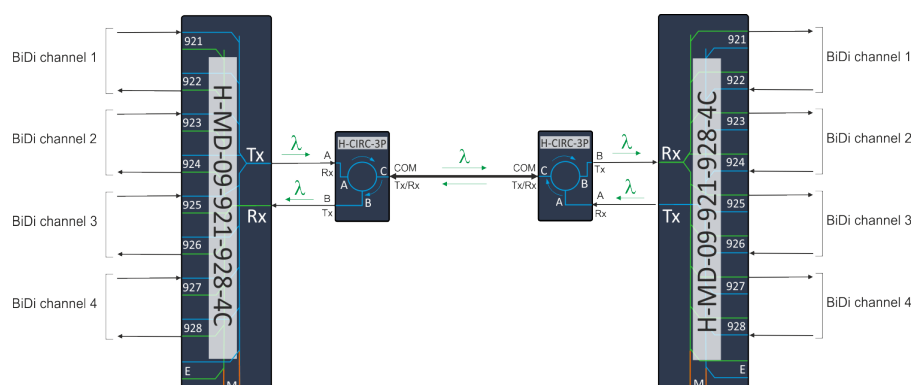 BiDi channel 1
BiDi channel 2
BiDi channel 3
BiDi channel 4
921
922
923
924
925
926
927
928
E
M
H-MD-09-921-928-4C
Tx
Rx
λ
λ
A
Rx
B
Tx
H-CIRC-3P
A
B
C
COM
Tx/Rx
λ
COM
Tx/Rx
H-CIRC-3P
C
B
A
B
Tx
A
Rx
λ
λ
Rx
Tx
H-MD-09-921-928-4C
921
922
923
924
925
926
927
928
E
M
BiDi channel 1
BiDi channel 2
BiDi channel 3
BiDi channel 4